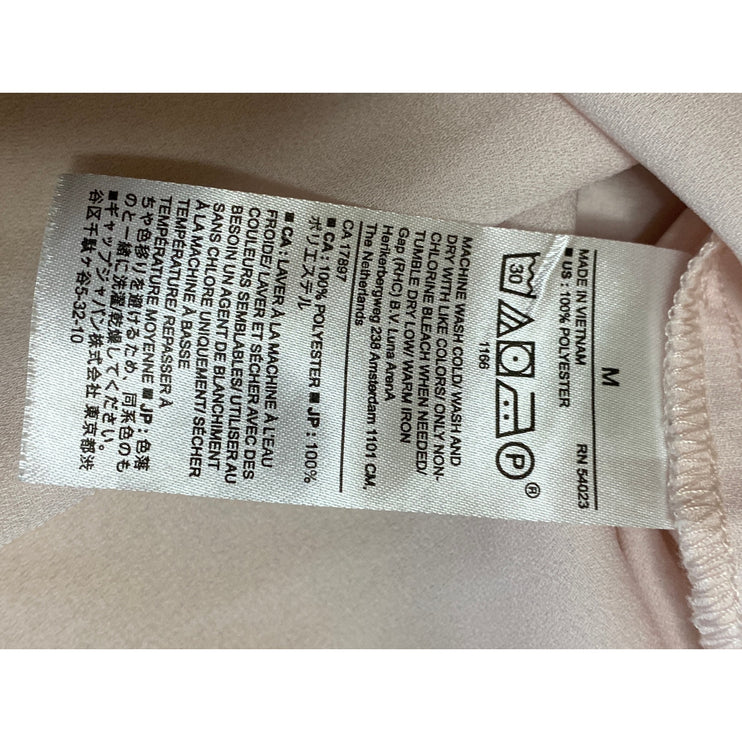 M
MADE IN VIETNAM RN 54023
■ US : 100% POLYESTER
30 P ®
1166
MACHINE WASH COLD/ WASH AND
DRY WITH LIKE COLORS/ ONLY NON-
CHLORINE BLEACH WHEN NEEDED/
TUMBLE DRY LOW/ WARM IRON
Gap (RHC) B.V. Luna ArenA
Herikerbergweg 238 Amsterdam 1101 CM,
The Netherlands
CA 17897
■ CA : 100% POLYESTER ■ JP : 100%
ポリエステル
■ CA : LAVER À LA MACHINE À L'EAU
FROIDE/ LAVER ET SÉCHER AVEC DES
COULEURS SEMBLABLES/ UTILISER AU
BESOIN UN AGENT DE BLANCHIMENT
SANS CHLORE UNIQUEMENT/ SÉCHER
À LA MACHINE À BASSE
TEMPÉRATURE/ REPASSER À
TEMPÉRATURE MOYENNE ■ JP : 色落
ちや色移りを避けるため、同系色のも
のと一緒に洗濯/乾燥してください。
■ギャップジャパン株式会社 東京都渋
谷区千駄ヶ谷5-32-10